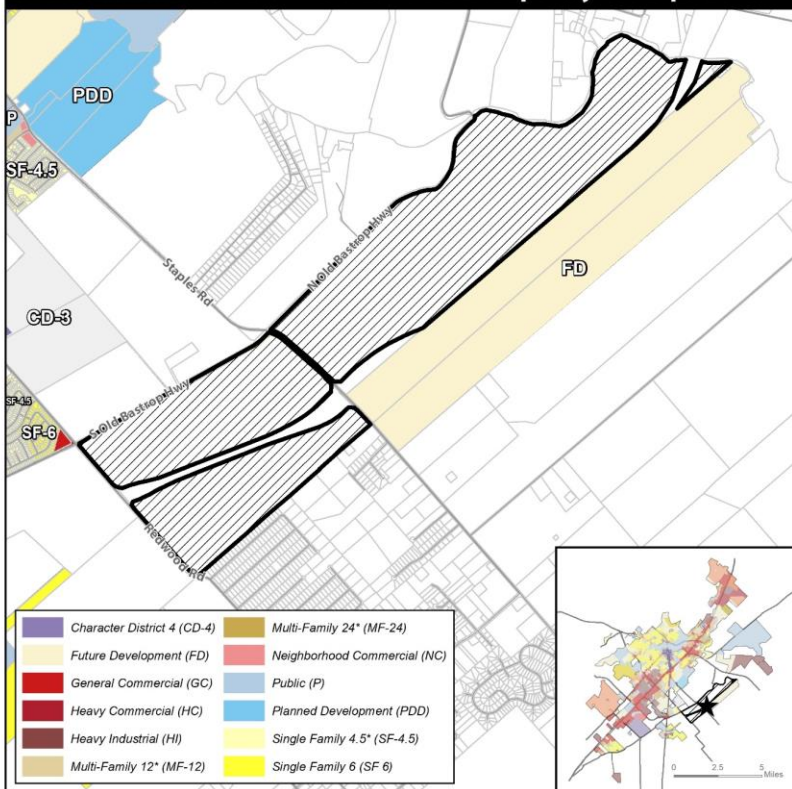 PDD
P
SF-4.5
N Old Bastrop Hwy
Staples Rd
FD
CD-3
S Old Bastrop Hwy
SF-4.5
SF-6
Redwood Rd
Character District 4 (CD-4)
Future Development (FD)
General Commercial (GC)
Heavy Commercial (HC)
Heavy Industrial (HI)
Multi-Family 12* (MF-12)
Multi-Family 24* (MF-24)
Neighborhood Commercial (NC)
Public (P)
Planned Development (PDD)
Single Family 4.5* (SF-4.5)
Single Family 6 (SF 6)
0 2.5 5
Miles